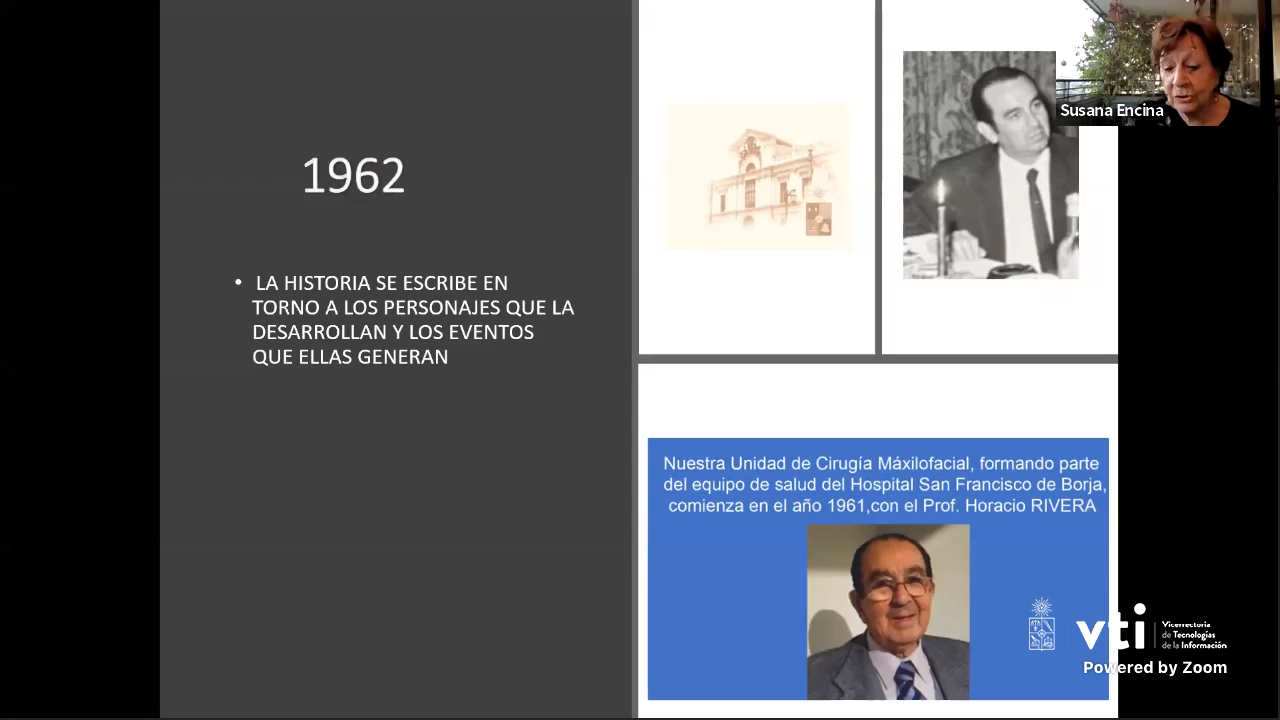 1962
• LA HISTORIA SE ESCRIBE EN
TORNO A LOS PERSONAJES QUE LA
DESARROLLAN Y LOS EVENTOS
QUE ELLAS GENERAN
Susana Encina
Nuestra Unidad de Cirugía Máxilofacial, formando parte
del equipo de salud del Hospital San Francisco de Borja,
comienza en el año 1961,con el Prof. Horacio RIVERA
vti
Vicerrectoría
de Tecnologías
de la Información
Powered by Zoom